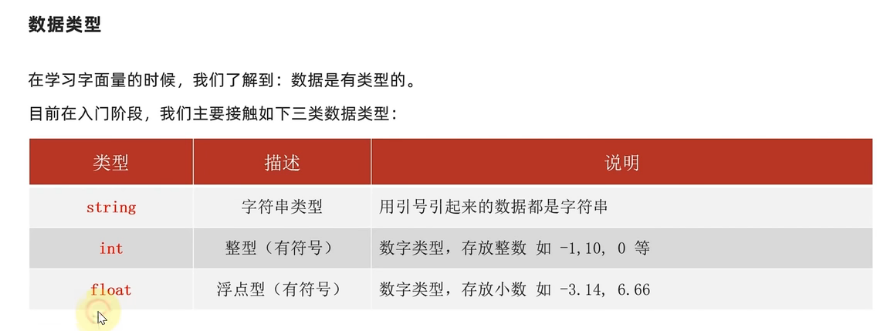 数据类型
在学习字面量的时候，我们了解到：数据是有类型的。
目前在入门阶段，我们主要接触如下三类数据类型：
类型 描述 说明
string 字符串类型 用引号引起来的数据都是字符串
int 整型（有符号） 数字类型，存放整数 如 -1,10, 0 等
float 浮点型（有符号） 数字类型，存放小数 如 -3.14, 6.66